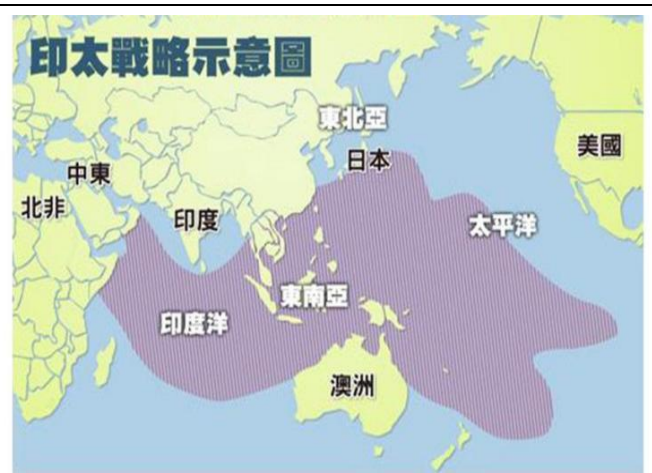 印太戰略示意圖
東北亞
日本
美國
中東
北非
印度
太平洋
東南亞
印度洋
澳洲